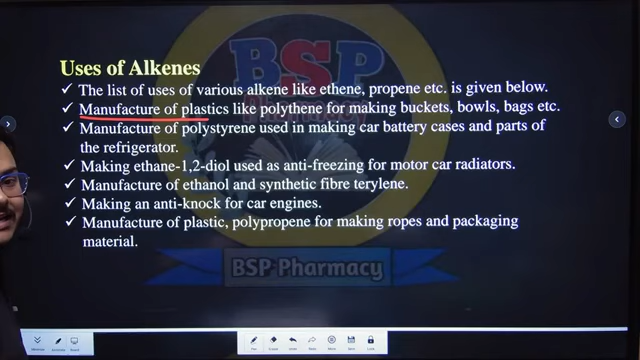 Uses of Alkenes
✓ The list of uses of various alkene like ethene, propene etc. is given below.
✓ Manufacture of plastics like polythene for making buckets, bowls, bags etc.
✓ Manufacture of polystyrene used in making car battery cases and parts of
the refrigerator.
✓ Making ethane-1,2-diol used as anti-freezing for motor car radiators.
✓ Manufacture of ethanol and synthetic fibre terylene.
✓ Making an anti-knock for car engines.
✓ Manufacture of plastic, polypropene for making ropes and packaging
material.
BSP
Pharmacy
BSP Pharmacy